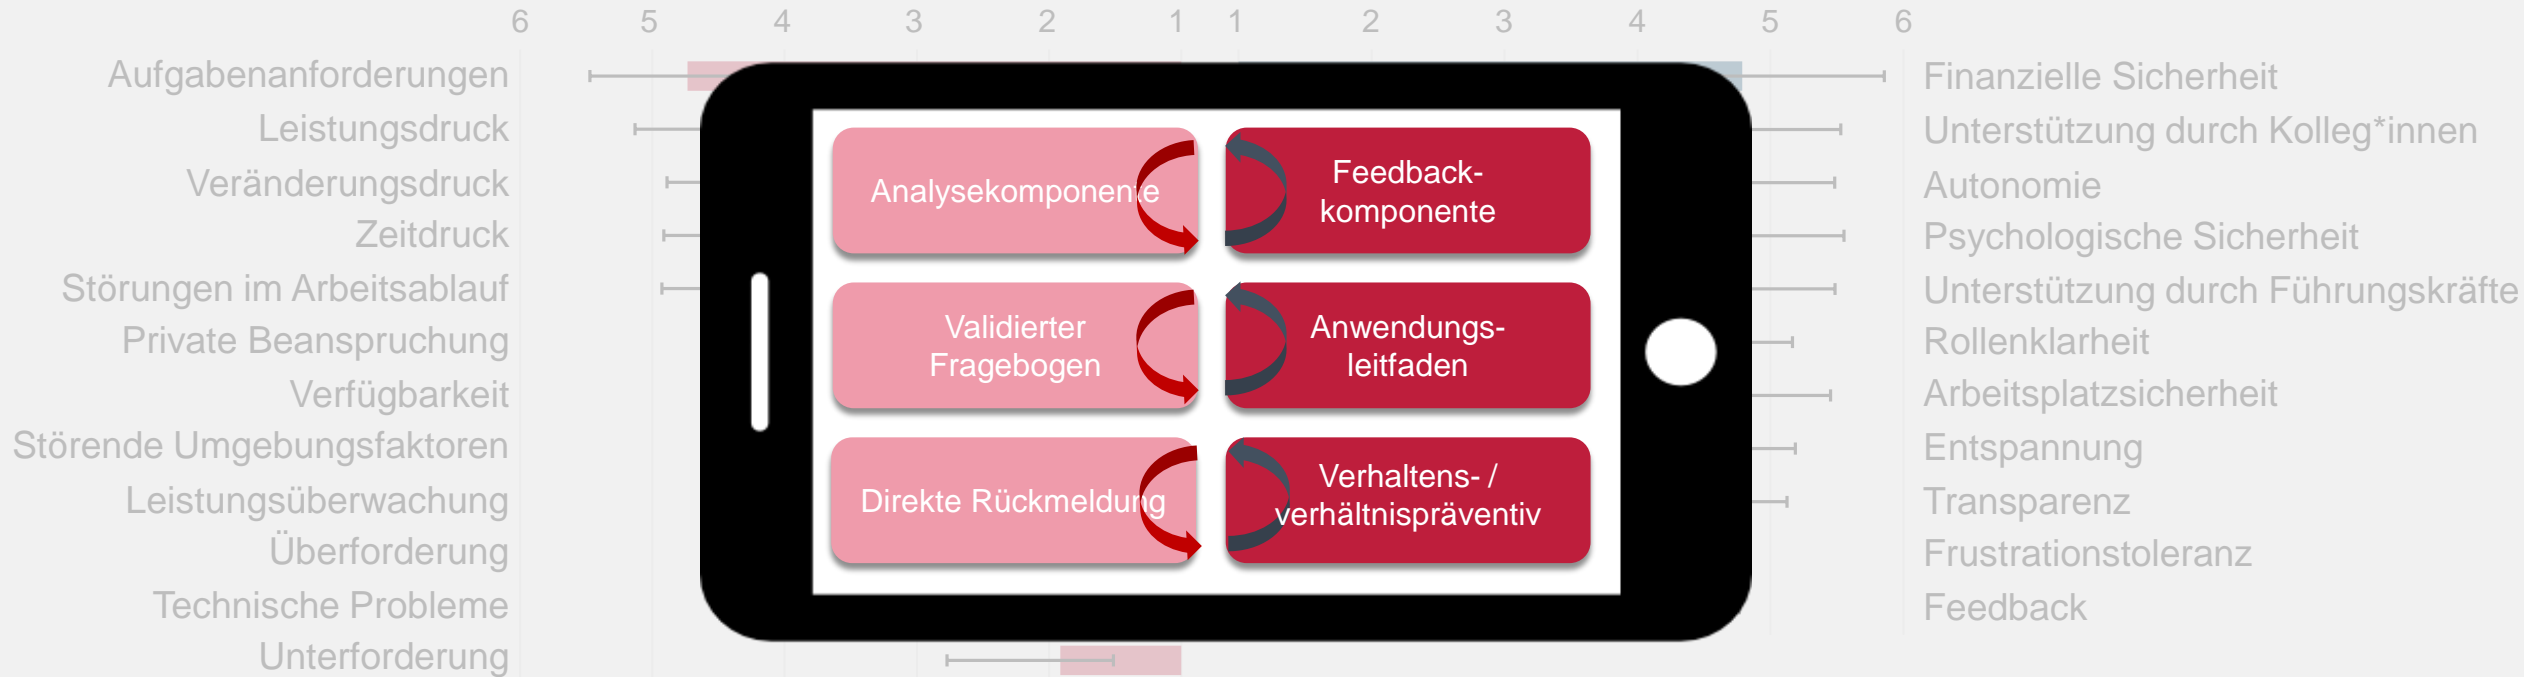 6 5 4 3 2 1 1 2 3 4 5 6
Aufgabenanforderungen
Leistungsdruck
Veränderungsdruck
Zeitdruck
Störungen im Arbeitsablauf
Private Beanspruchung
Verfügbarkeit
Störende Umgebungsfaktoren
Leistungsüberwachung
Überforderung
Technische Probleme
Unterforderung
Analysekomponente
Feedback-
komponente
Validierter
Fragebogen
Anwendungs-
leitfaden
Direkte Rückmeldung
Verhaltens- /
verhältnispräventiv
Finanzielle Sicherheit
Unterstützung durch Kolleg*innen
Autonomie
Psychologische Sicherheit
Unterstützung durch Führungskräfte
Rollenklarheit
Arbeitsplatzsicherheit
Entspannung
Transparenz
Frustrationstoleranz
Feedback